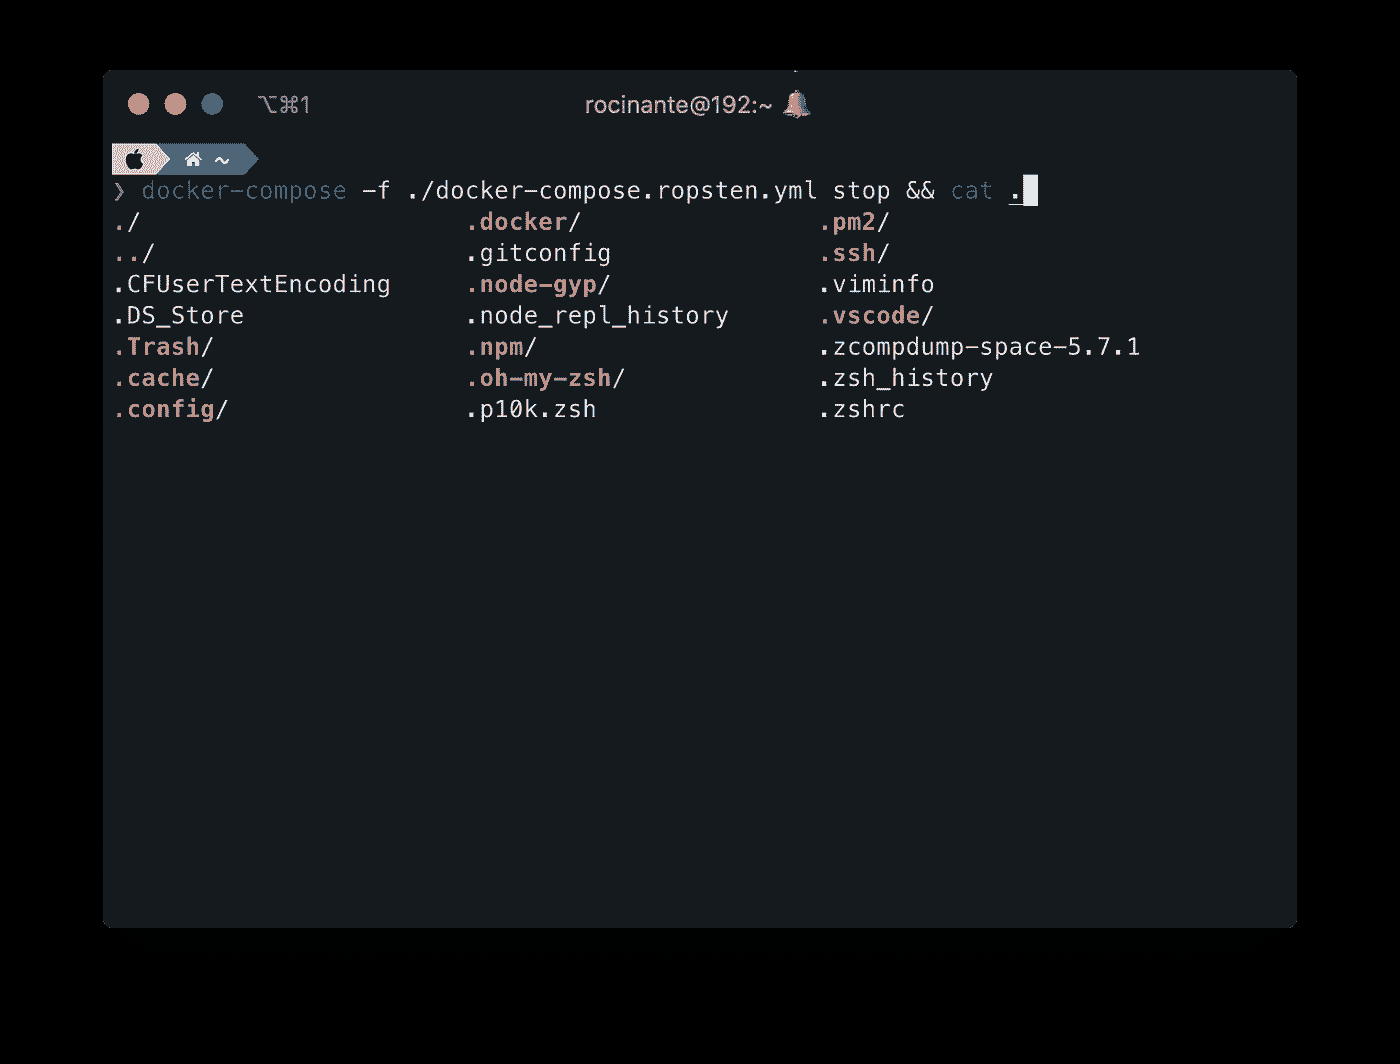 ⌥⌘1 rocinante@192:~ 🔔
~
❯ docker-compose -f ./docker-compose.ropsten.yml stop && cat .
./ .docker/ .pm2/
../ .gitconfig .ssh/
.CFUserTextEncoding .node-gyp/ .viminfo
.DS_Store .node_repl_history .vscode/
.Trash/ .npm/ .zcompdump-space-5.7.1
.cache/ .oh-my-zsh/ .zsh_history
.config/ .p10k.zsh .zshrc